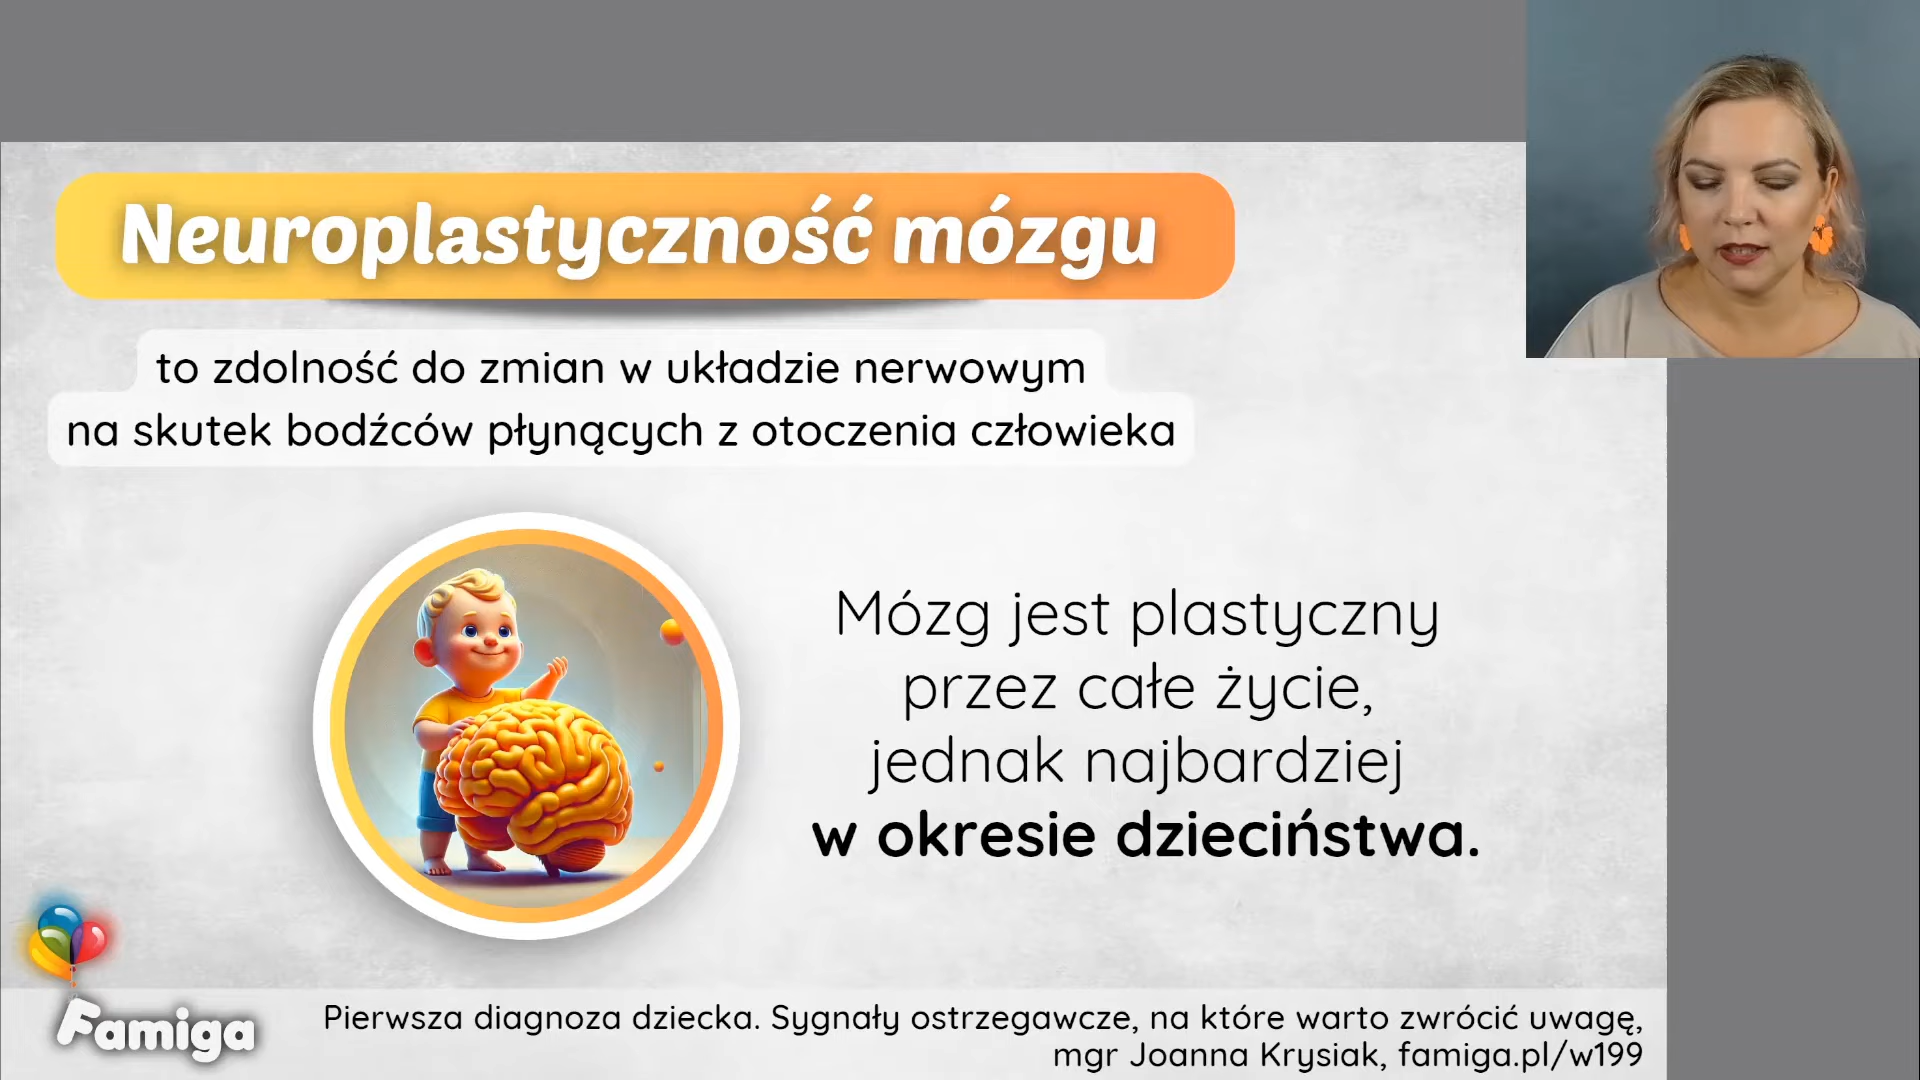 Neuroplastyczność mózgu
to zdolność do zmian w układzie nerwowym
na skutek bodźców płynących z otoczenia człowieka
Mózg jest plastyczny
przez całe życie,
jednak najbardziej
w okresie dzieciństwa.
Famiga
Pierwsza diagnoza dziecka. Sygnały ostrzegawcze, na które warto zwrócić uwagę,
mgr Joanna Krysiak, famiga.pl/w199